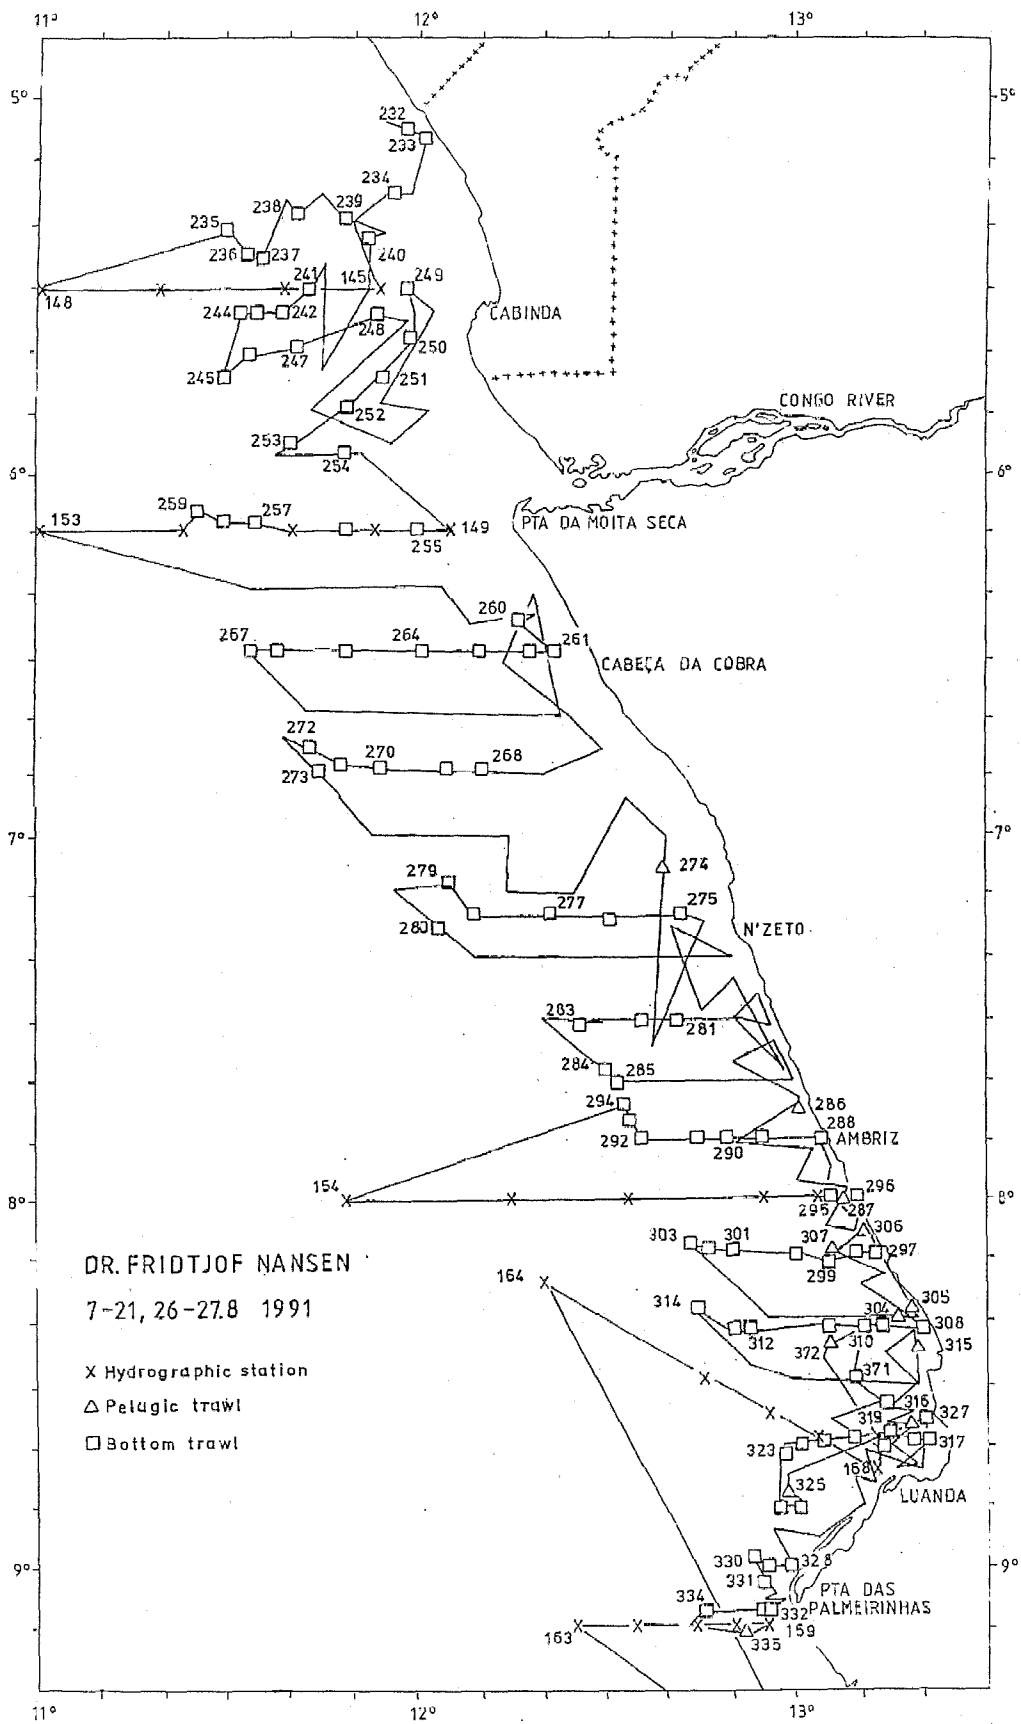 11° 12° 13°
5° 5°
232
233
234
235 238 239
236 237 240
241 145 249
148
244 242 248 CABINDA
250
245 247
251
252 CONGO RIVER
253
254
6° 6°
259 257
153 149 PTA DA MOITA SECA
255
260
267 264 261
CABEÇA DA COBRA
272
270 268
273
7° 7°
274
279
277 275
280 N'ZETO
283
281
284 285
294 286
288
292 290 AMBRIZ
154
296
8° 8°
295 287
306
303 301 307 297
299
DR. FRIDTJOF NANSEN
164
305
7-21, 26-27.8 1991
314 304
308
312 372 310 315
X Hydrographic station
371
Δ Pelagic trawl
316
319 327
□ Bottom trawl
323 317
168
325
LUANDA
330 328
9° 9°
331
PTA DAS
334 332 PALMEIRINHAS
163 335 159
11° 12° 13°